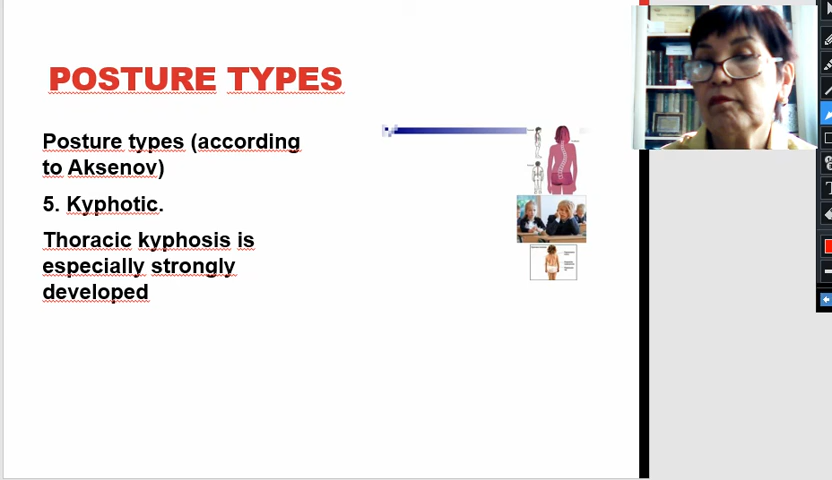 POSTURE TYPES
Posture types (according
to Aksenov)
5. Kyphotic.
Thoracic kyphosis is
especially strongly
developed